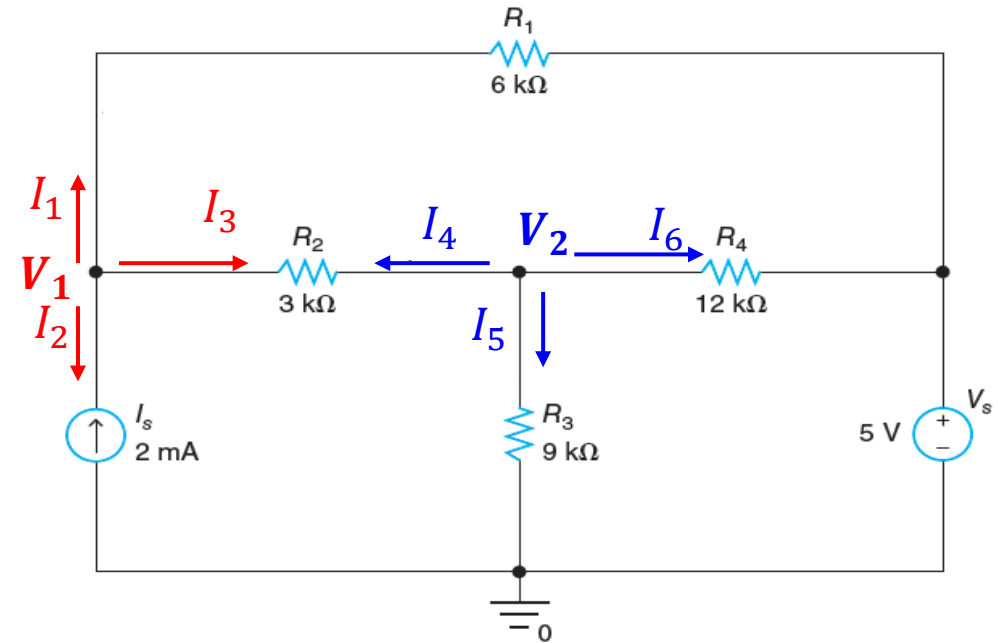 R1
6 kΩ
I1
I3
I4
V2
I6
R2
R4
V1
3 kΩ
12 kΩ
I2
I5
Is
2 mA
R3
9 kΩ
5 V
Vs
+
−
0